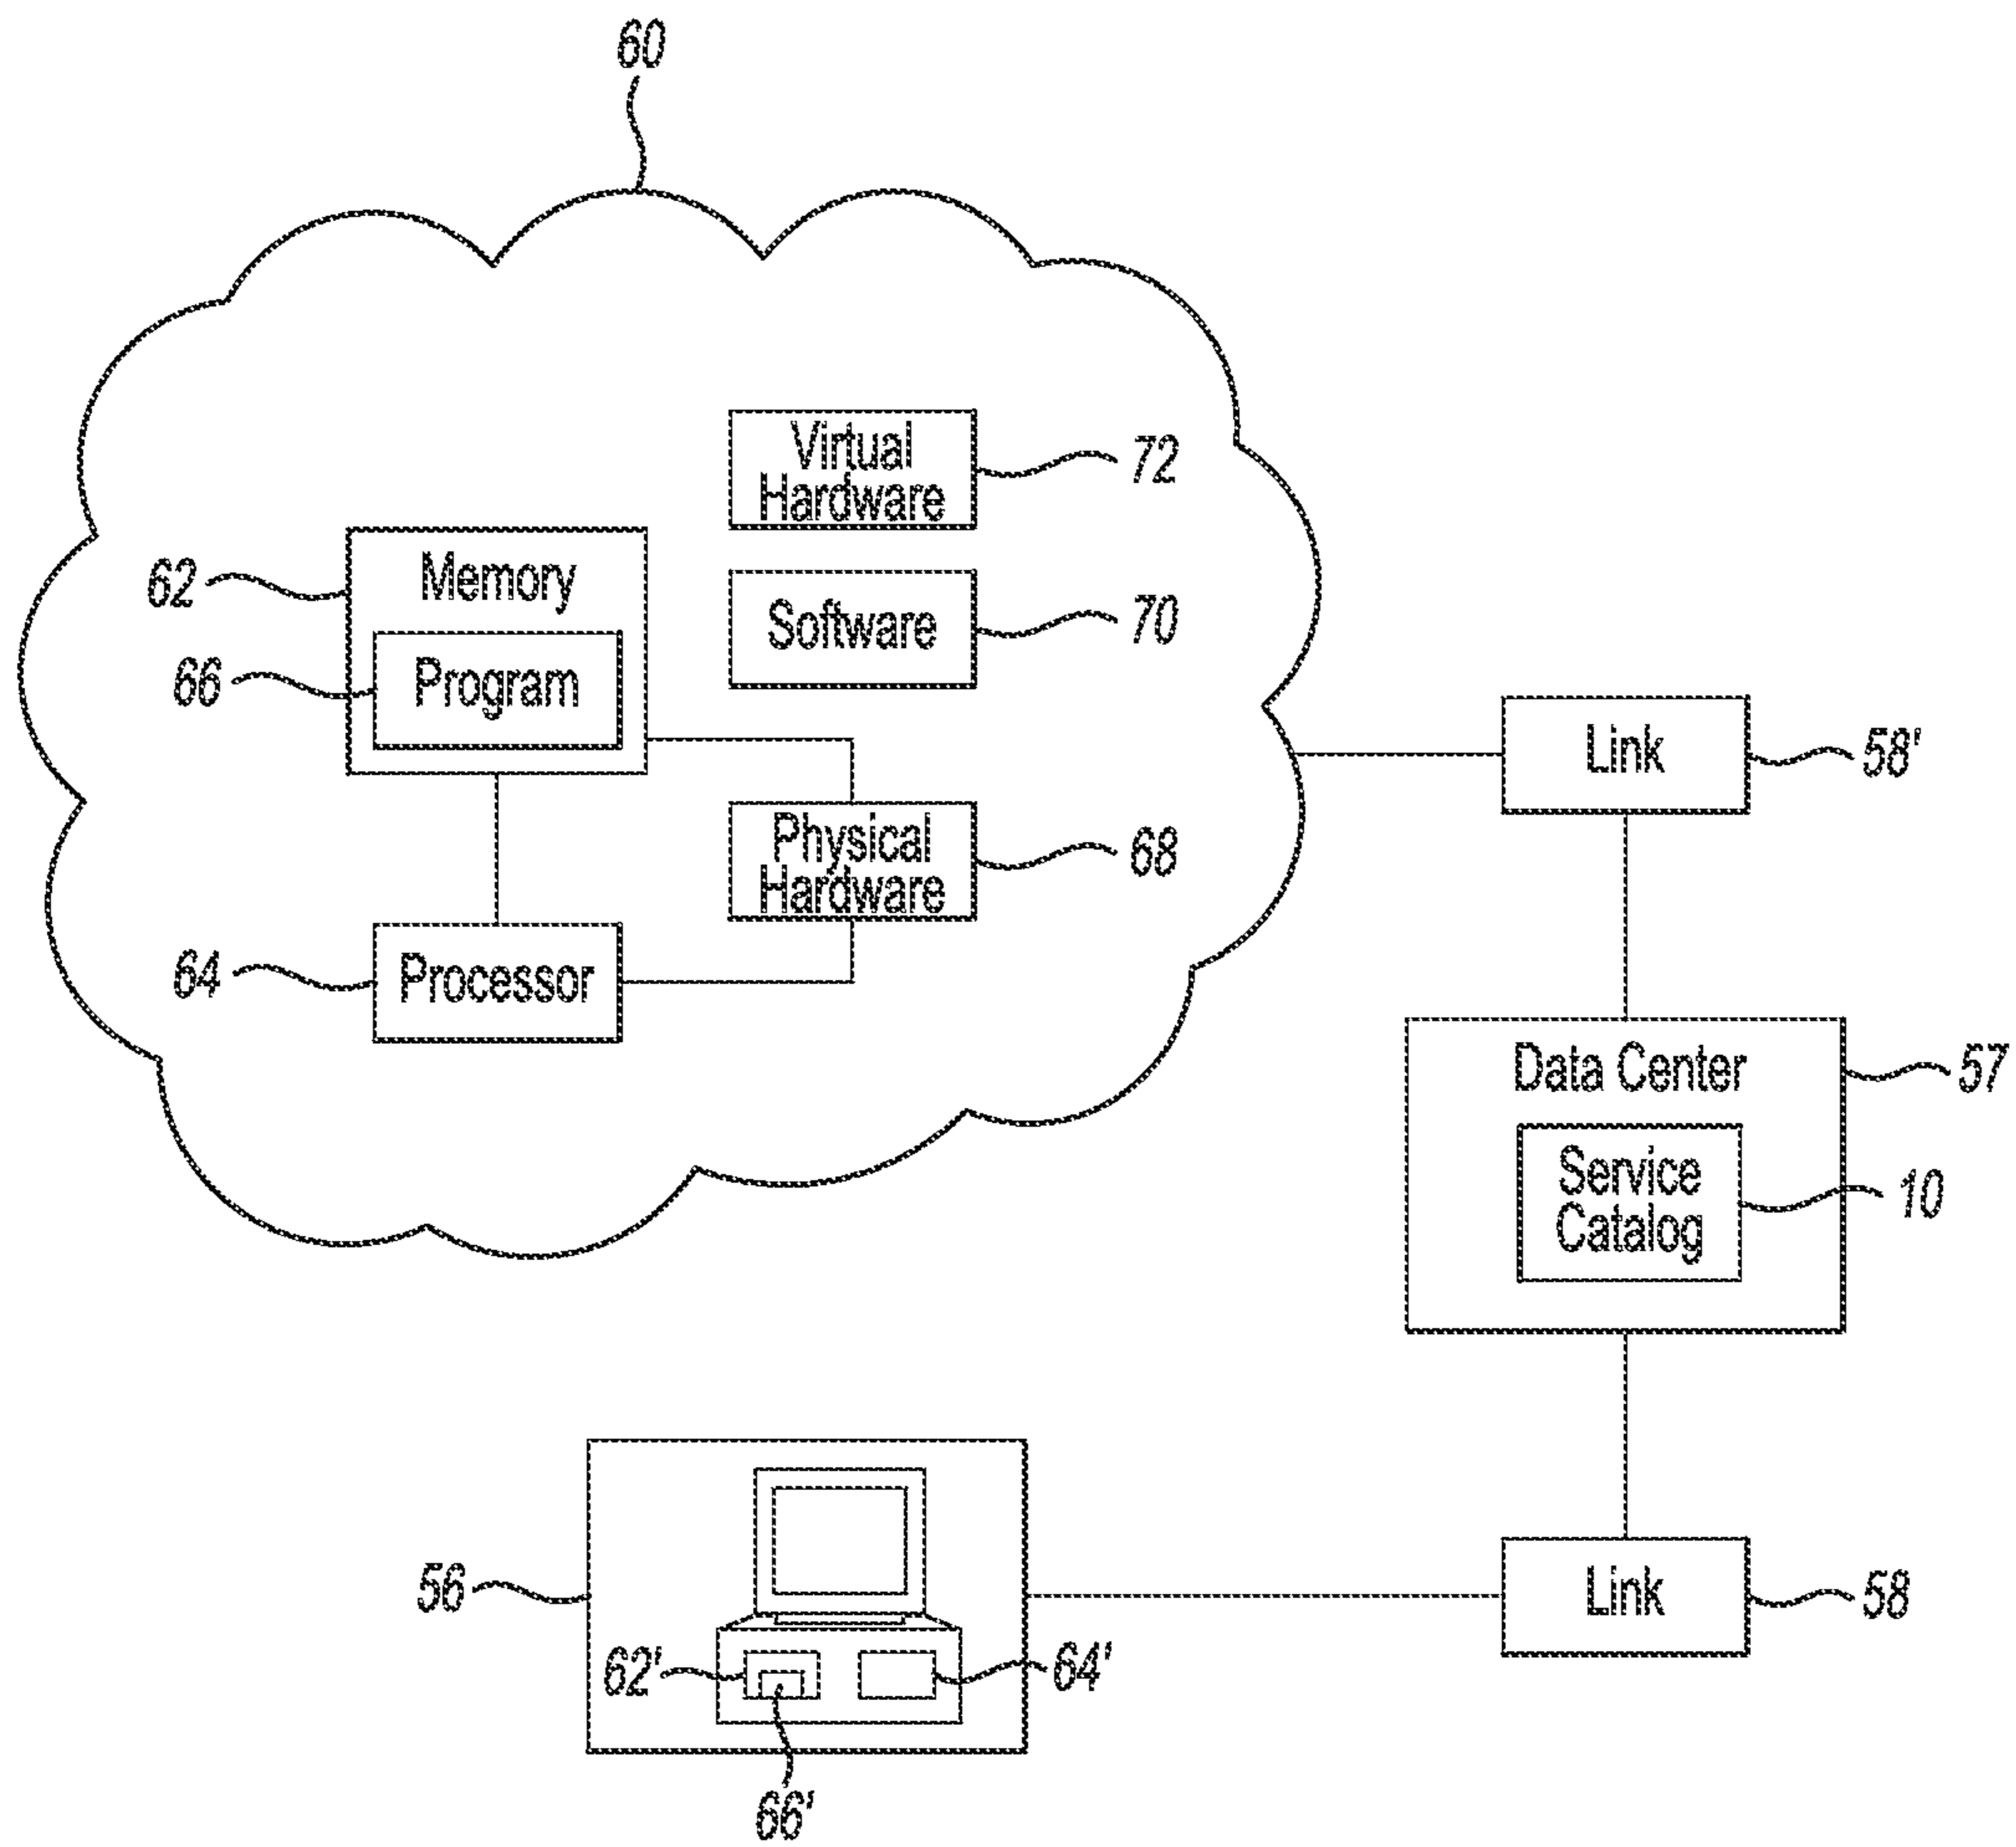 60
Virtual
Hardware
72
62
Memory
Software
70
66
Program
Link
58'
Physical
Hardware
68
64
Processor
Data Center
57
Service
Catalog
10
56
Link
58
62'
64'
66'